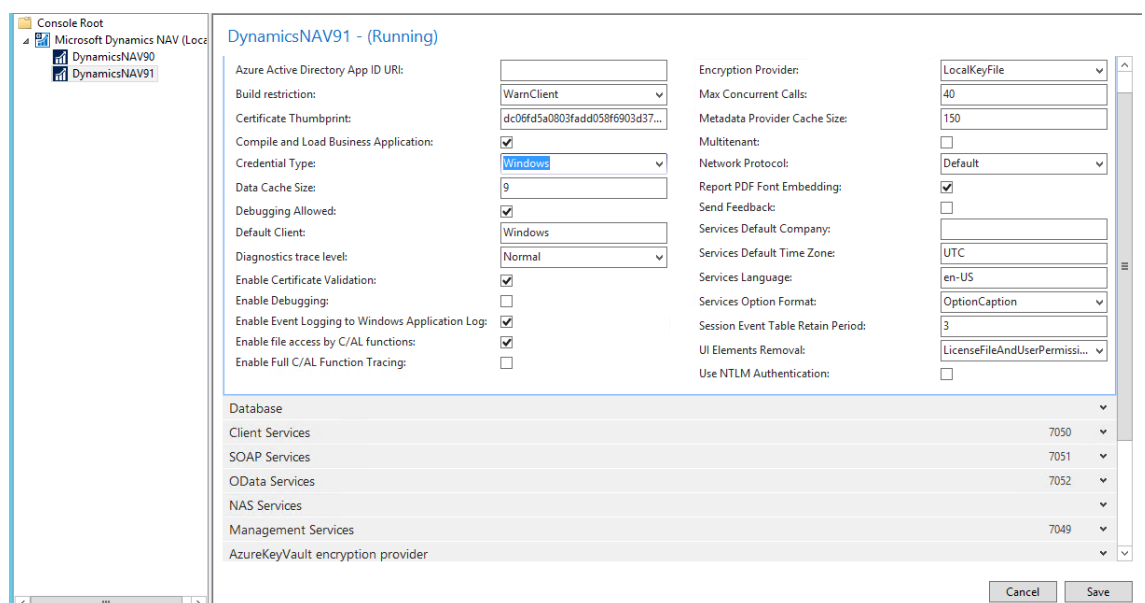 Console Root
Microsoft Dynamics NAV (Loca
DynamicsNAV90
DynamicsNAV91
DynamicsNAV91 - (Running)
Azure Active Directory App ID URI:
Build restriction: WarnClient
Certificate Thumbprint: dc06fd5a0803fadd058f6903d37...
Compile and Load Business Application:
Credential Type: Windows
Data Cache Size: 9
Debugging Allowed:
Default Client: Windows
Diagnostics trace level: Normal
Enable Certificate Validation:
Enable Debugging:
Enable Event Logging to Windows Application Log:
Enable file access by C/AL functions:
Enable Full C/AL Function Tracing:
Encryption Provider: LocalKeyFile
Max Concurrent Calls: 40
Metadata Provider Cache Size: 150
Multitenant:
Network Protocol: Default
Report PDF Font Embedding:
Send Feedback:
Services Default Company:
Services Default Time Zone: UTC
Services Language: en-US
Services Option Format: OptionCaption
Session Event Table Retain Period: 3
UI Elements Removal: LicenseFileAndUserPermissi...
Use NTLM Authentication:
Database
Client Services 7050
SOAP Services 7051
OData Services 7052
NAS Services
Management Services 7049
AzureKeyVault encryption provider
Cancel Save